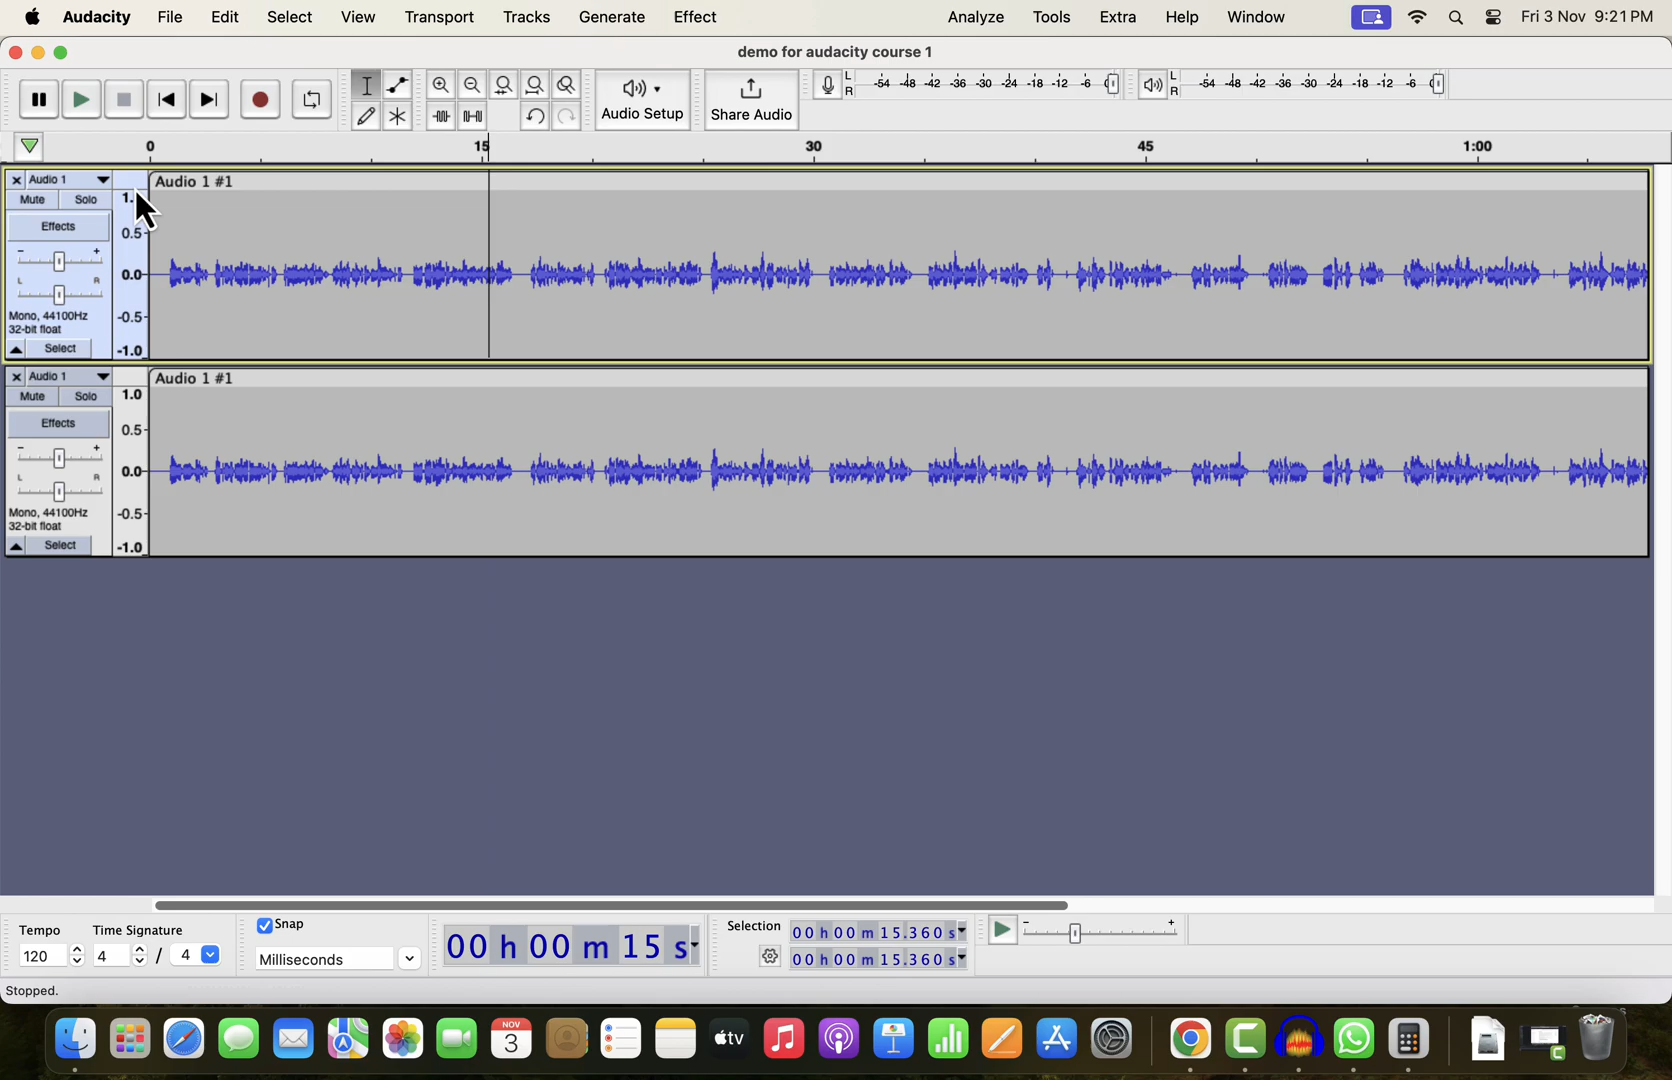 Audacity File Edit Select View Transport Tracks Generate Effect Analyze Tools Extra Help Window Fri 3 Nov 9:21 PM
demo for audacity course 1
Audio Setup
Share Audio
L
R
-54 -48 -42 -36 -30 -24 -18 -12 -6 0
L
R
-54 -48 -42 -36 -30 -24 -18 -12 -6 0
0 15 30 45 1:00
Audio 1
Audio 1 #1
Mute Solo
Effects
- +
L R
Mono, 44100Hz
32-bit float
Select
1.
0.5-
0.0-
-0.5-
-1.0
Audio 1
Audio 1 #1
Mute Solo
Effects
- +
L R
Mono, 44100Hz
32-bit float
Select
1.0
0.5-
0.0-
-0.5-
-1.0
Tempo
120
Time Signature
4 / 4
Snap
Milliseconds
00 h 00 m 15 s
Selection
00 h 00 m 15.360 s
00 h 00 m 15.360 s
- +
Stopped.
NOV
3
tv